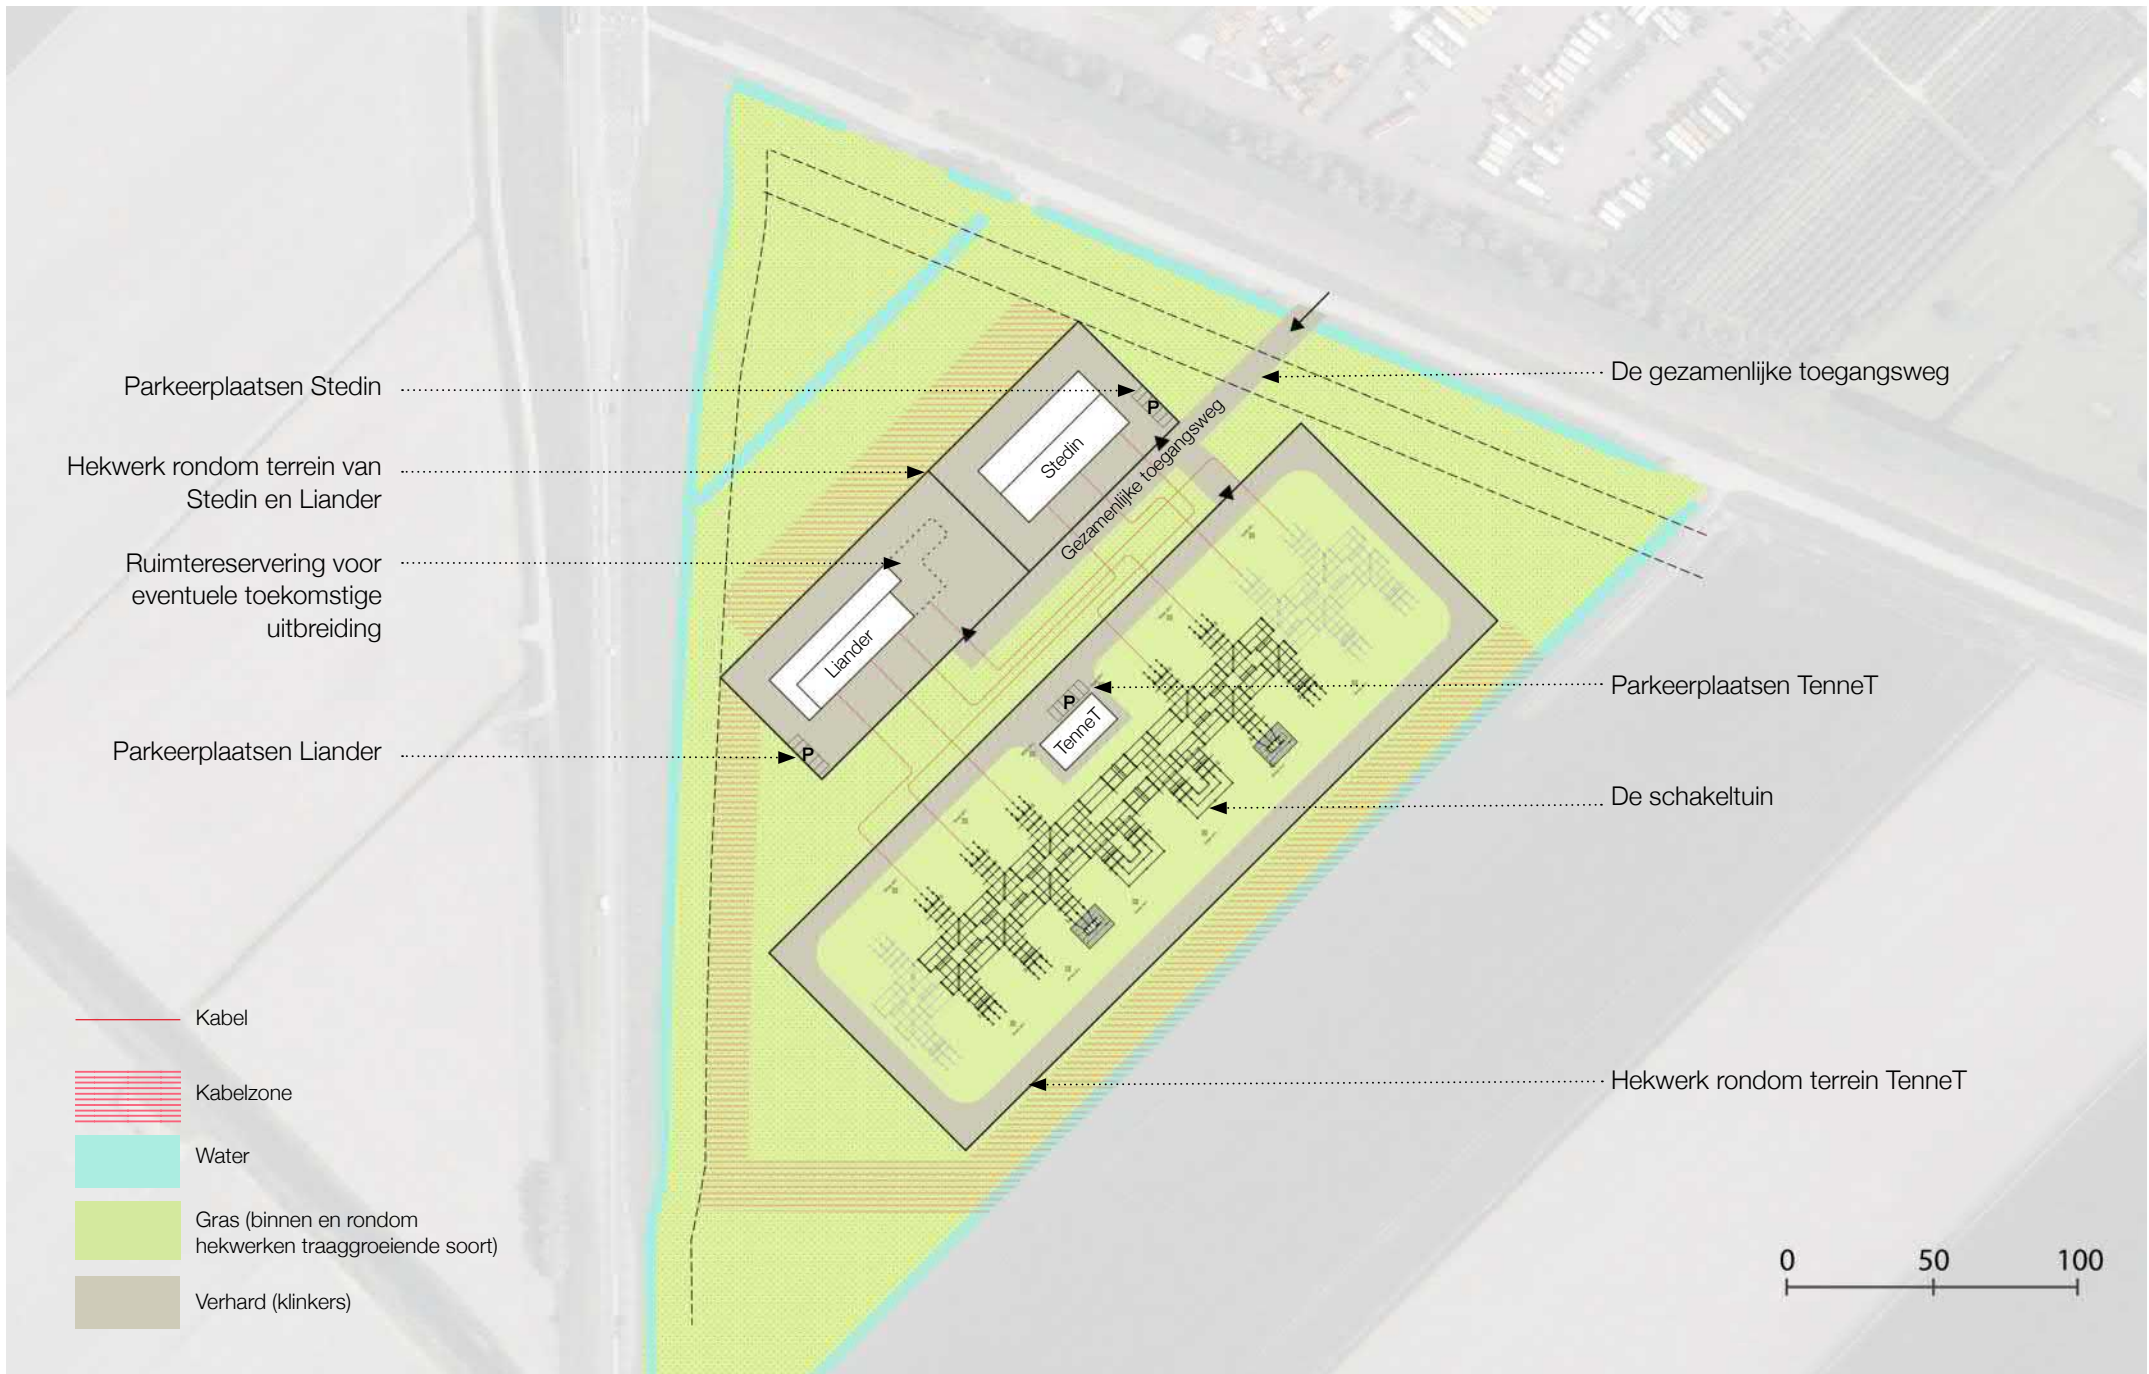 Parkeerplaatsen Stedin
Hekwerk rondom terrein van
Stedin en Liander
Ruimtereservering voor
eventuele toekomstige
uitbreiding
Parkeerplaatsen Liander
P
Stedin
Gezamenlijke toegangsweg
Liander
P
P
TenneT
De gezamenlijke toegangsweg
Parkeerplaatsen TenneT
De schakeltuin
Hekwerk rondom terrein TenneT
Kabel
Kabelzone
Water
Gras (binnen en rondom
hekwerken traaggroeiende soort)
Verhard (klinkers)
0 50 100